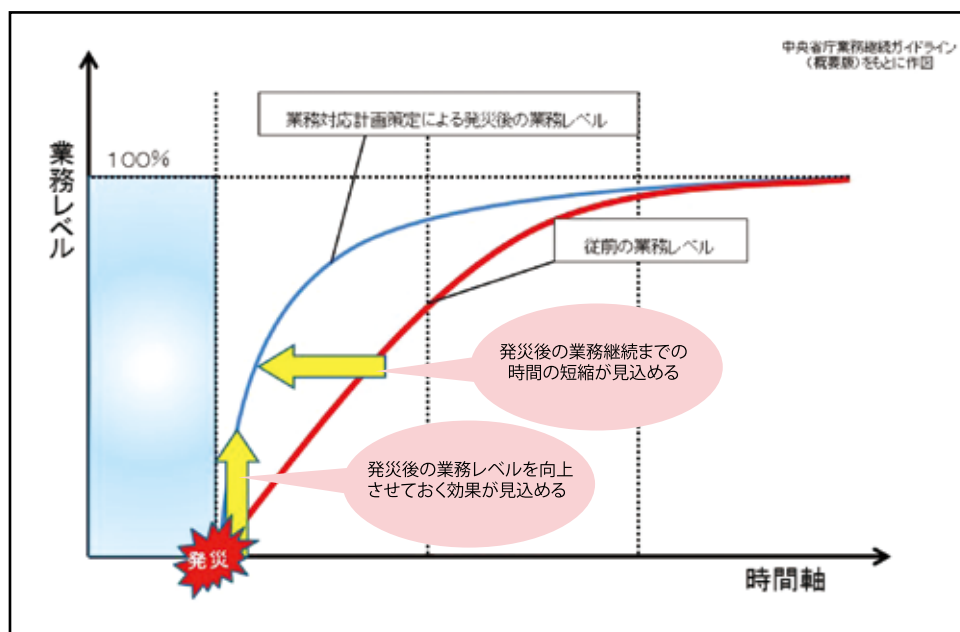 中央省庁業務継続ガイドライン
（概要版）をもとに作図
業務対応計画策定による発災後の業務レベル
業務レベル
100%
従前の業務レベル
発災後の業務継続までの
時間の短縮が見込める
発災後の業務レベルを向上
させておく効果が見込める
発災
時間軸